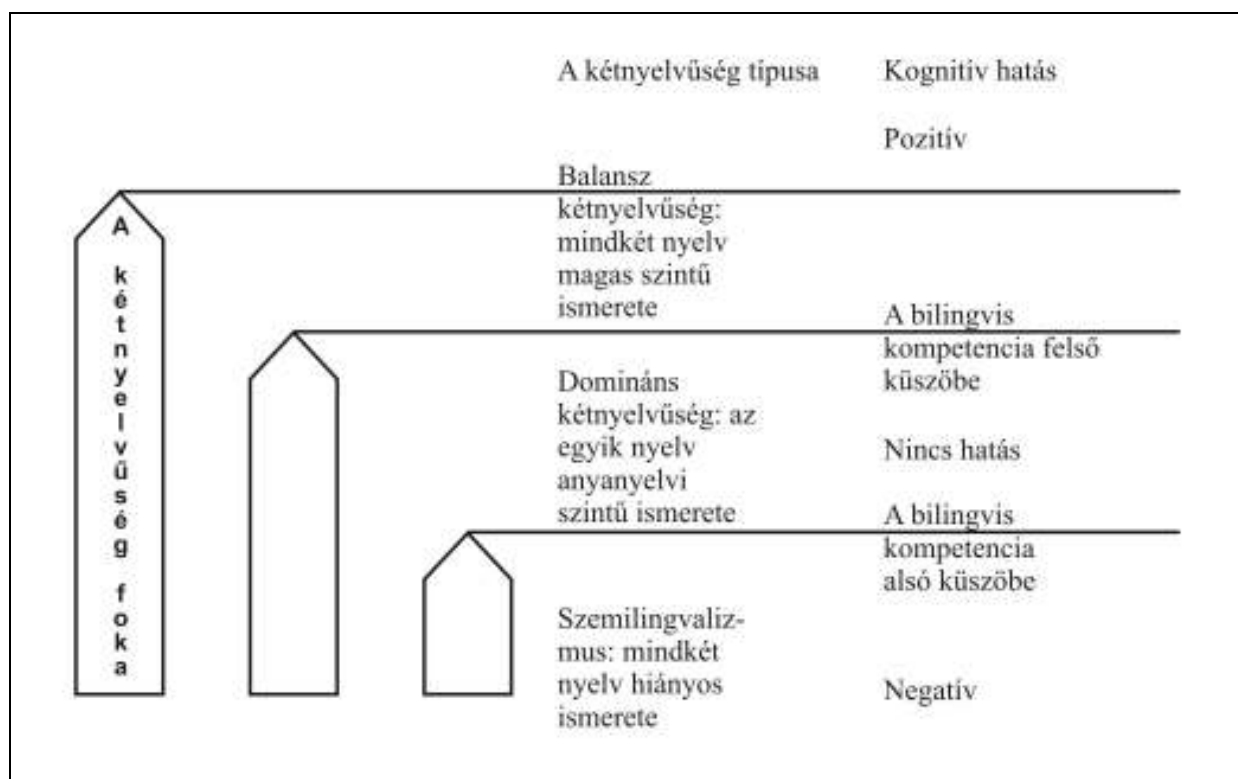 A kétnyelvűség foka
A kétnyelvűség típusa
Balansz
kétnyelvűség:
mindkét nyelv
magas szintű
ismerete
Domináns
kétnyelvűség: az
egyik nyelv
anyanyelvi
szintű ismerete
Szemilingvaliz-
mus: mindkét
nyelv hiányos
ismerete
Kognitív hatás
Pozitív
A bilingvis
kompetencia felső
küszöbe
Nincs hatás
A bilingvis
kompetencia
alsó küszöbe
Negatív